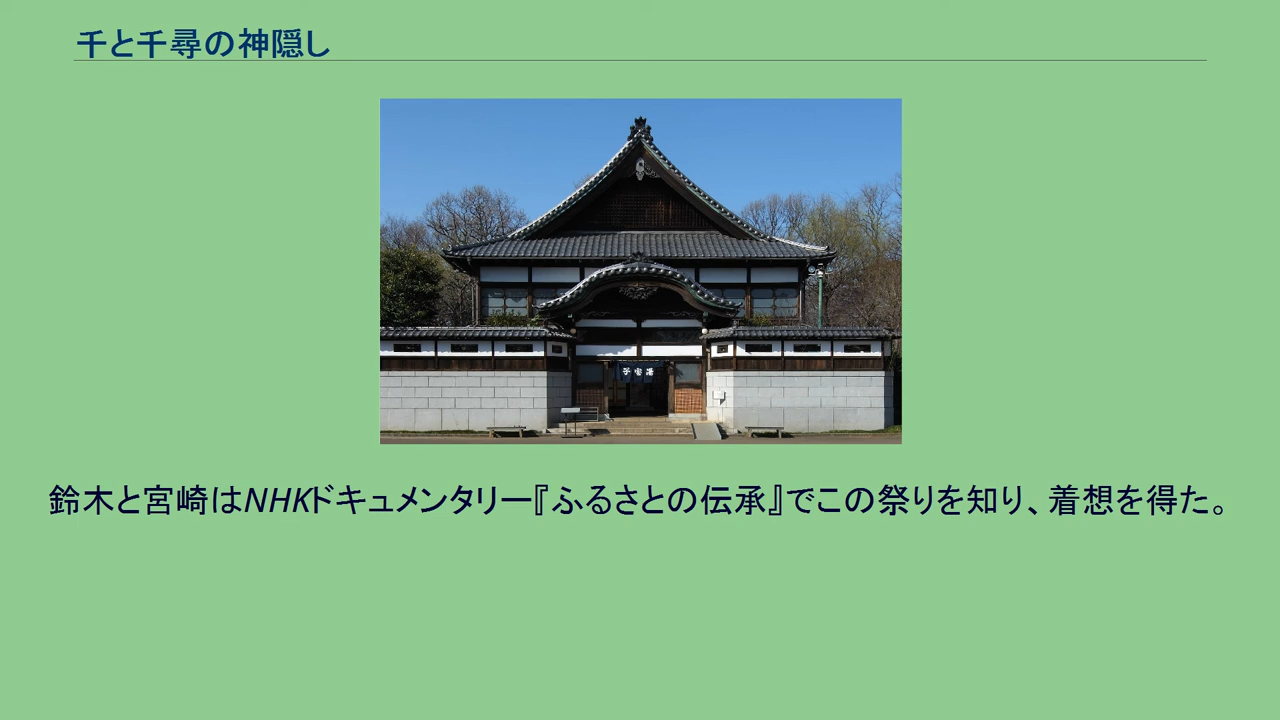 千と千尋の神隠し
子宝湯
鈴木と宮崎はNHKドキュメンタリー『ふるさとの伝承』でこの祭りを知り、着想を得た。